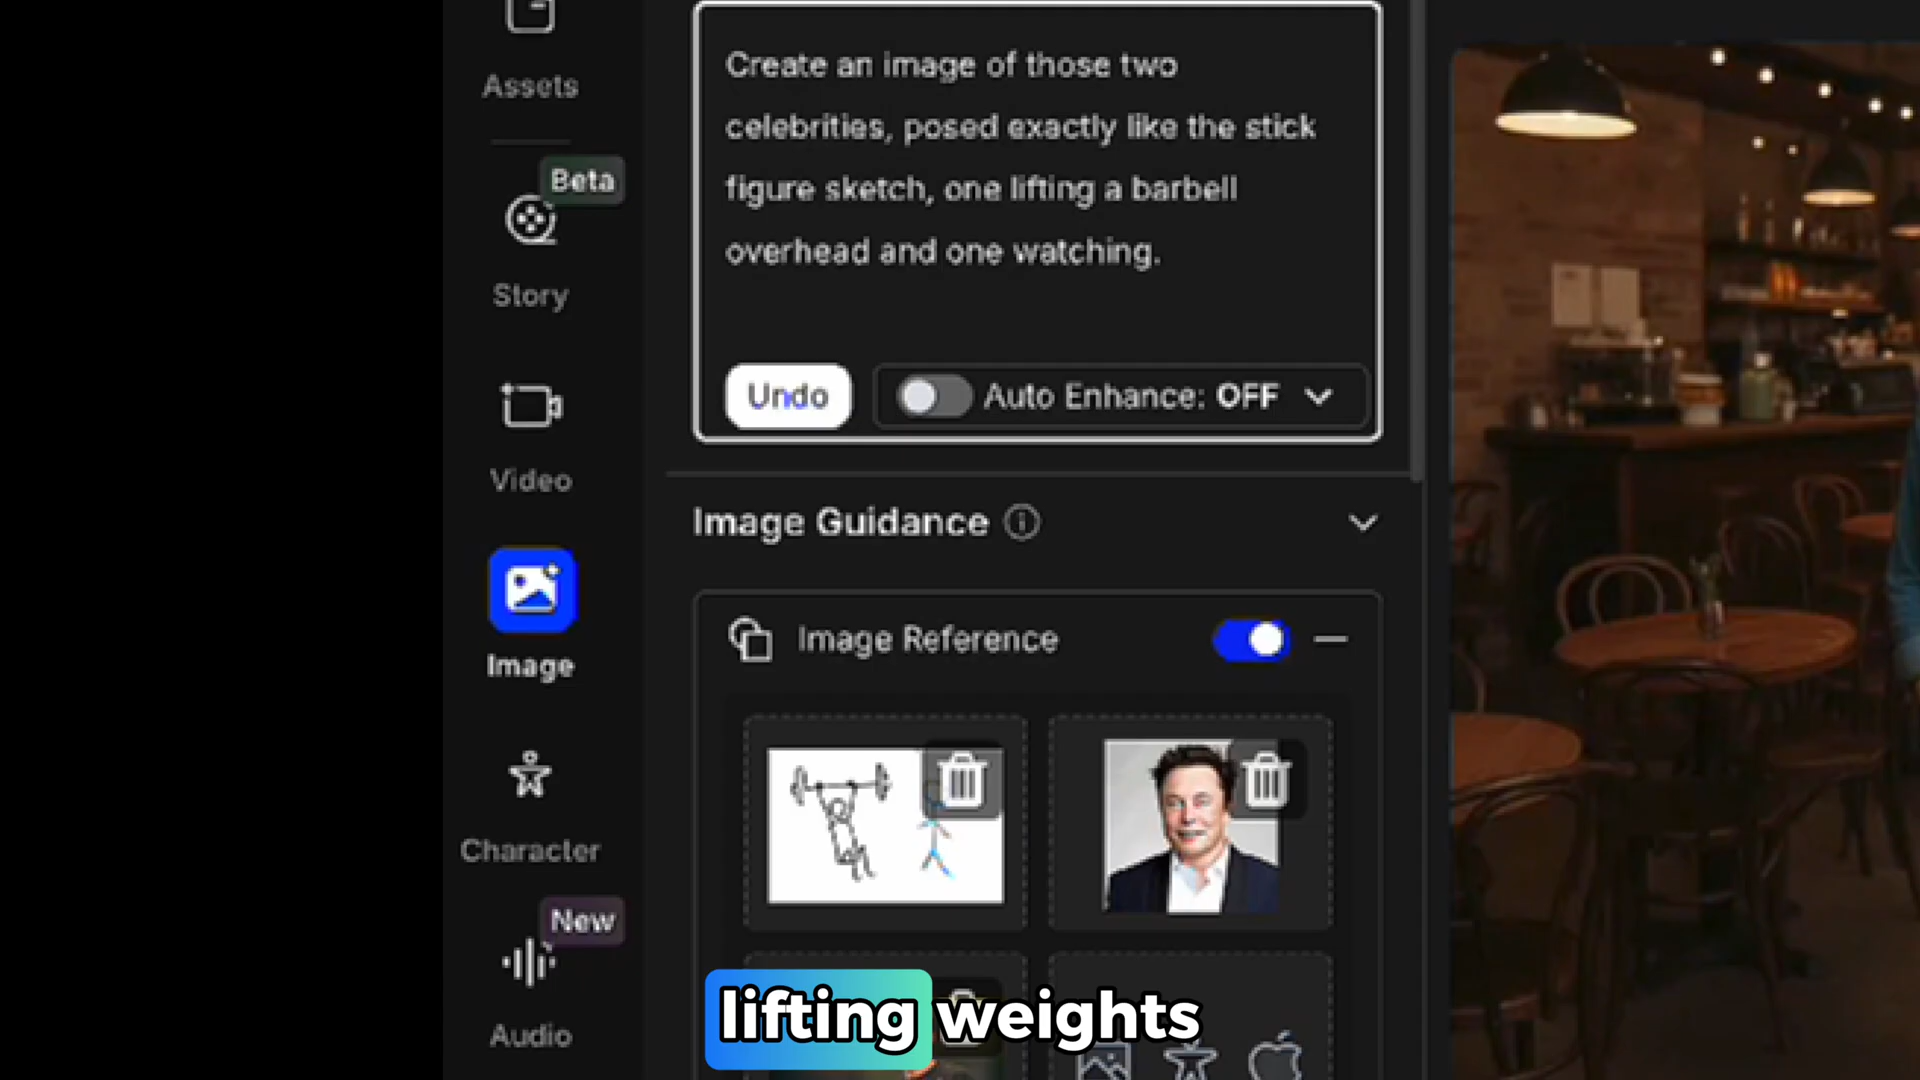 Assets
Beta
Story
Video
Image
Character
New
Audio
Create an image of those two
celebrities, posed exactly like the stick
figure sketch, one lifting a barbell
overhead and one watching.
Undo
Auto Enhance: OFF
Image Guidance
Image Reference
lifting weights